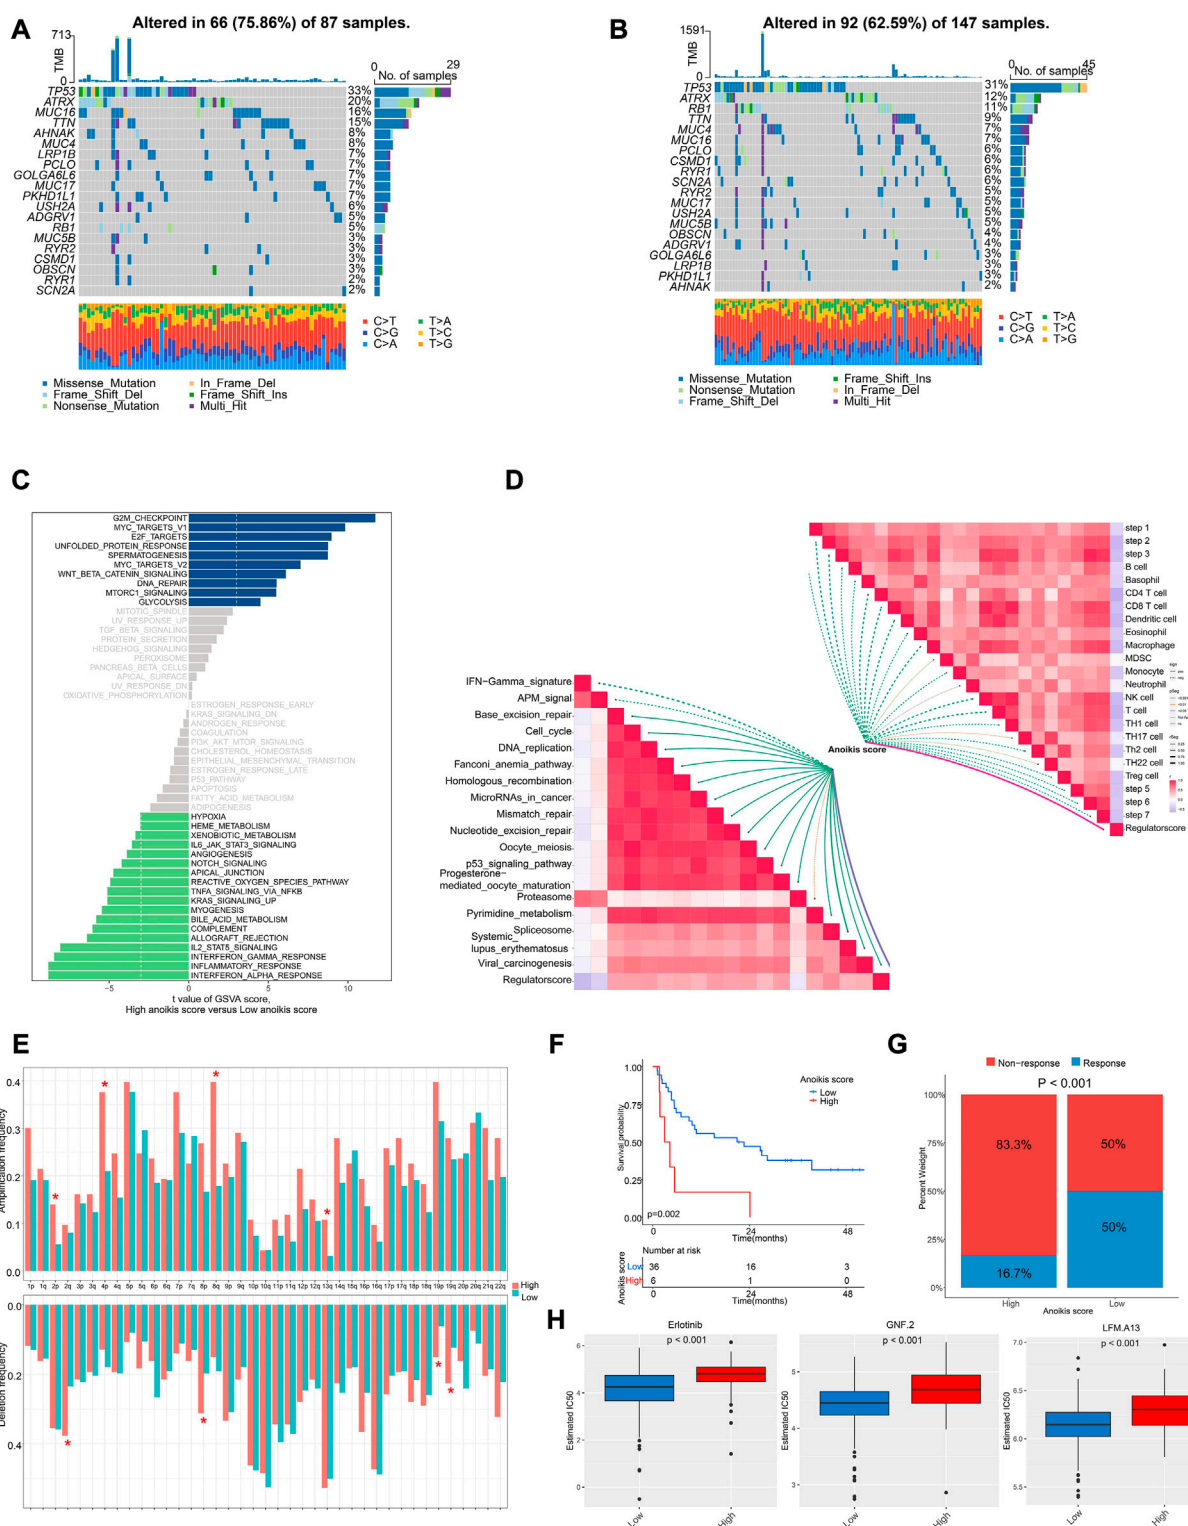 A
Altered in 66 (75.86%) of 87 samples.
713
TMB
0
0
29
No. of samples
TP53 33%
ATRX 20%
MUC16 16%
TTN 15%
AHNAK 8%
MUC4 8%
LRP1B 7%
PCLO 7%
GOLGA6L6 7%
MUC17 7%
PKHD1L1 7%
USH2A 6%
ADGRV1 5%
RB1 5%
MUC5B 3%
RYR2 3%
CSMD1 3%
OBSCN 3%
RYR1 2%
SCN2A 2%
C>T T>A
C>G T>C
C>A T>G
Missense_Mutation In_Frame_Del
Frame_Shift_Del Frame_Shift_Ins
Nonsense_Mutation Multi_Hit
B
Altered in 92 (62.59%) of 147 samples.
1591
TMB
0
0
45
No. of samples
TP53 31%
ATRX 12%
RB1 11%
TTN 9%
MUC4 7%
MUC16 7%
PCLO 6%
CSMD1 6%
RYR1 6%
SCN2A 6%
RYR2 5%
MUC17 5%
USH2A 5%
MUC5B 5%
OBSCN 4%
ADGRV1 4%
GOLGA6L6 3%
LRP1B 3%
PKHD1L1 3%
AHNAK 2%
C>T T>A
C>G T>C
C>A T>G
Missense_Mutation Frame_Shift_Ins
Nonsense_Mutation In_Frame_Del
Frame_Shift_Del Multi_Hit
C
G2M_CHECKPOINT
MYC_TARGETS_V1
E2F_TARGETS
UNFOLDED_PROTEIN_RESPONSE
SPERMATOGENESIS
MYC_TARGETS_V2
WNT_BETA_CATENIN_SIGNALING
DNA_REPAIR
MTORC1_SIGNALING
GLYCOLYSIS
MITOTIC_SPINDLE
UV_RESPONSE_UP
TGF_BETA_SIGNALING
PROTEIN_SECRETION
HEDGEHOG_SIGNALING
PEROXISOME
PANCREAS_BETA_CELLS
APICAL_SURFACE
UV_RESPONSE_DN
OXIDATIVE_PHOSPHORYLATION
ESTROGEN_RESPONSE_EARLY
KRAS_SIGNALING_DN
ANDROGEN_RESPONSE
COAGULATION
PI3K_AKT_MTOR_SIGNALING
CHOLESTEROL_HOMEOSTASIS
EPITHELIAL_MESENCHYMAL_TRANSITION
ESTROGEN_RESPONSE_LATE
P53_PATHWAY
APOPTOSIS
FATTY_ACID_METABOLISM
ADIPOGENESIS
HYPOXIA
HEME_METABOLISM
XENOBIOTIC_METABOLISM
IL6_JAK_STAT3_SIGNALING
ANGIOGENESIS
NOTCH_SIGNALING
APICAL_JUNCTION
REACTIVE_OXYGEN_SPECIES_PATHWAY
TNFA_SIGNALING_VIA_NFKB
KRAS_SIGNALING_UP
MYOGENESIS
BILE_ACID_METABOLISM
COMPLEMENT
ALLOGRAFT_REJECTION
IL2_STAT5_SIGNALING
INTERFERON_GAMMA_RESPONSE
INFLAMMATORY_RESPONSE
INTERFERON_ALPHA_RESPONSE
−5 0 5 10
t value of GSVA score,
High anoikis score versus Low anoikis score
D
step 1
step 2
step 3
B cell
Basophil
CD4 T cell
CD8 T cell
Dendritic cell
Eosinophil
Macrophage
MDSC
Monocyte
Neutrophil
NK cell
T cell
TH1 cell
TH17 cell
Th2 cell
TH22 cell
Treg cell
step 5
step 6
step 7
Regulatorscore
Anoikis score
IFN−Gamma_signature
APM_signal
Base_excision_repair
Cell_cycle
DNA_replication
Fanconi_anemia_pathway
Homologous_recombination
MicroRNAs_in_cancer
Mismatch_repair
Nucleotide_excision_repair
Oocyte_meiosis
p53_signaling_pathway
Progesterone−
mediated_oocyte_maturation
Proteasome
Pyrimidine_metabolism
Spliceosome
Systemic_
lupus_erythematosus
Viral_carcinogenesis
Regulatorscore
E
Amplification frequency
0.4
0.3
0.2
0.1
0.0
1p 1q 2p 2q 3p 3q 4p 4q 5p 5q 6p 6q 7p 7q 8p 8q 9p 9q 10p 10q 11p 11q 12p 12q 13q 14q 15q 16p 16q 17p 17q 18p 18q 19p 19q 20p 20q 21q 22q
High
Low
Deletion frequency
0.0
0.2
0.4
F
Anoikis score
Low
High
Survival probability
1.00
0.75
0.50
0.25
0.00
p=0.002
0 24 48
Time(months)
Number at risk
Anoikis score
Low 36 16 3
High 6 1 0
0 24 48
Time(months)
G
Non−response Response
P < 0.001
Percent Weidght
100%
75%
50%
25%
0%
83.3%
16.7%
50%
50%
High Low
Anoikis score
H
Erlotinib
p < 0.001
Estimated IC50
6
4
2
0
Low High
GNF.2
p < 0.001
Estimated IC50
5
4
3
Low High
LFM.A13
p < 0.001
Estimated IC50
7.0
6.5
6.0
5.5
Low High